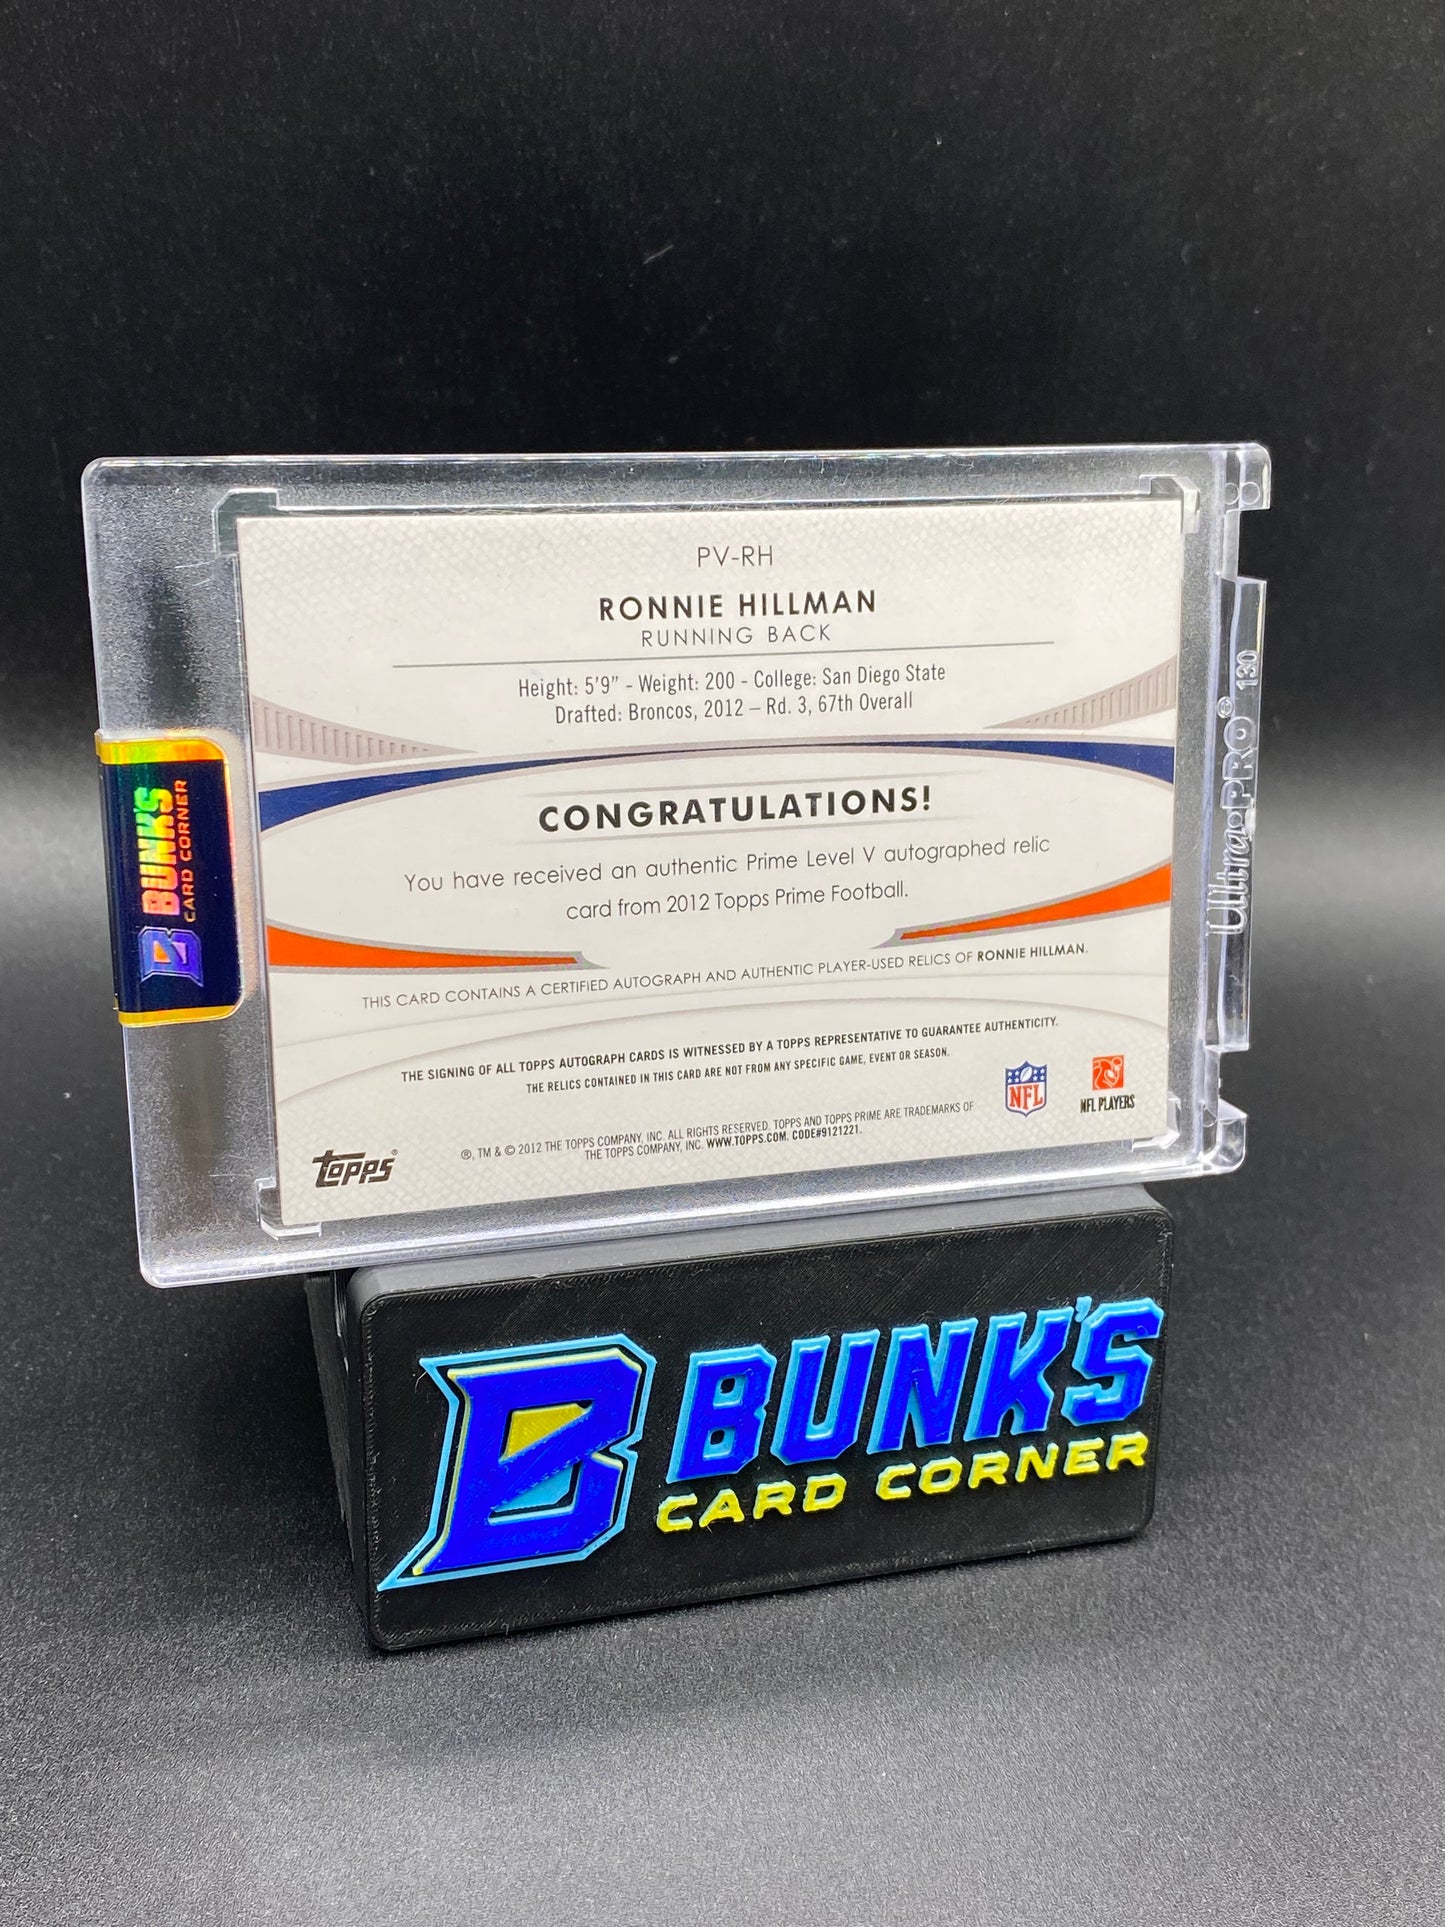 PV-RH
RONNIE HILLMAN
RUNNING BACK
Height: 5'9" - Weight: 200 - College: San Diego State
Drafted: Broncos, 2012 – Rd. 3, 67th Overall
CONGRATULATIONS!
You have received an authentic Prime Level V autographed relic
card from 2012 Topps Prime Football.
THIS CARD CONTAINS A CERTIFIED AUTOGRAPH AND AUTHENTIC PLAYER-USED RELICS OF RONNIE HILLMAN.
THE SIGNING OF ALL TOPPS AUTOGRAPH CARDS IS WITNESSED BY A TOPPS REPRESENTATIVE TO GUARANTEE AUTHENTICITY.
THE RELICS CONTAINED IN THIS CARD ARE NOT FROM ANY SPECIFIC GAME, EVENT OR SEASON.
NFL
NFL PLAYERS
Topps®
®, TM & © 2012 THE TOPPS COMPANY, INC. ALL RIGHTS RESERVED. TOPPS AND TOPPS PRIME ARE TRADEMARKS OF
THE TOPPS COMPANY, INC. WWW.TOPPS.COM. CODE#9121221.
B BUNK'S
CARD CORNER
Ultra•PRO® 130
B BUNK'S
CARD CORNER